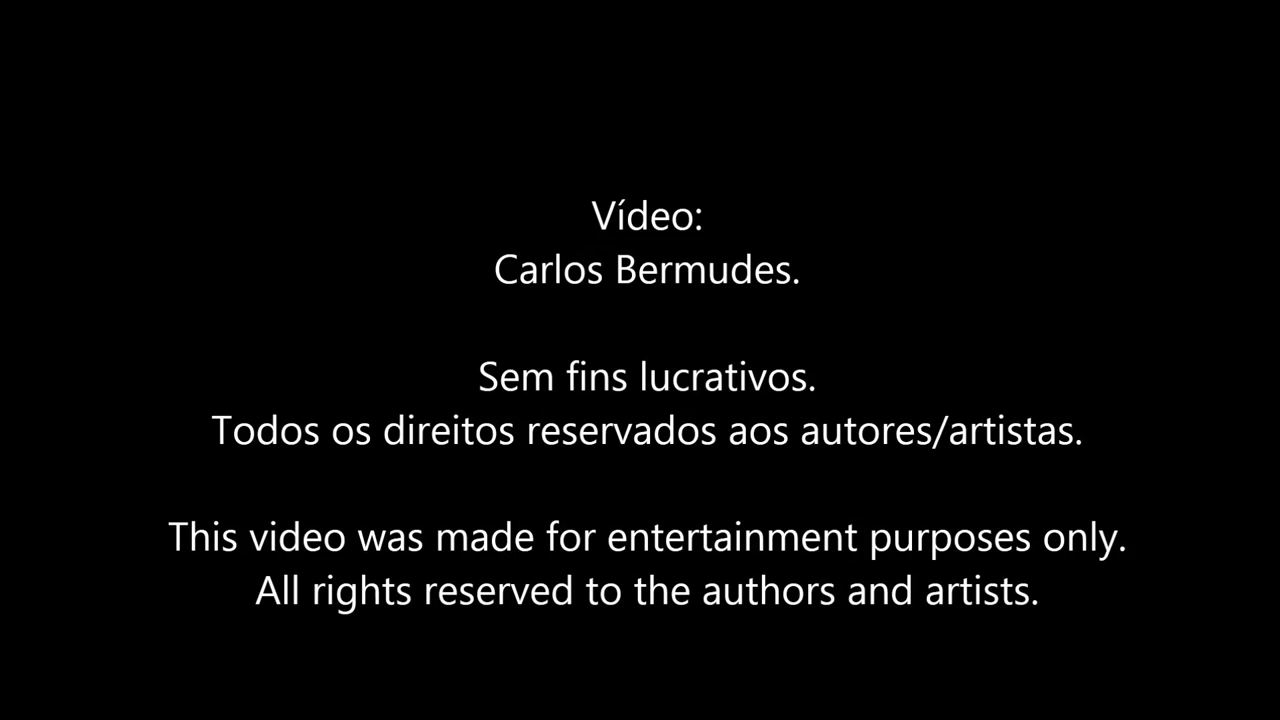 Vídeo:
Carlos Bermudes.
Sem fins lucrativos.
Todos os direitos reservados aos autores/artistas.
This video was made for entertainment purposes only.
All rights reserved to the authors and artists.